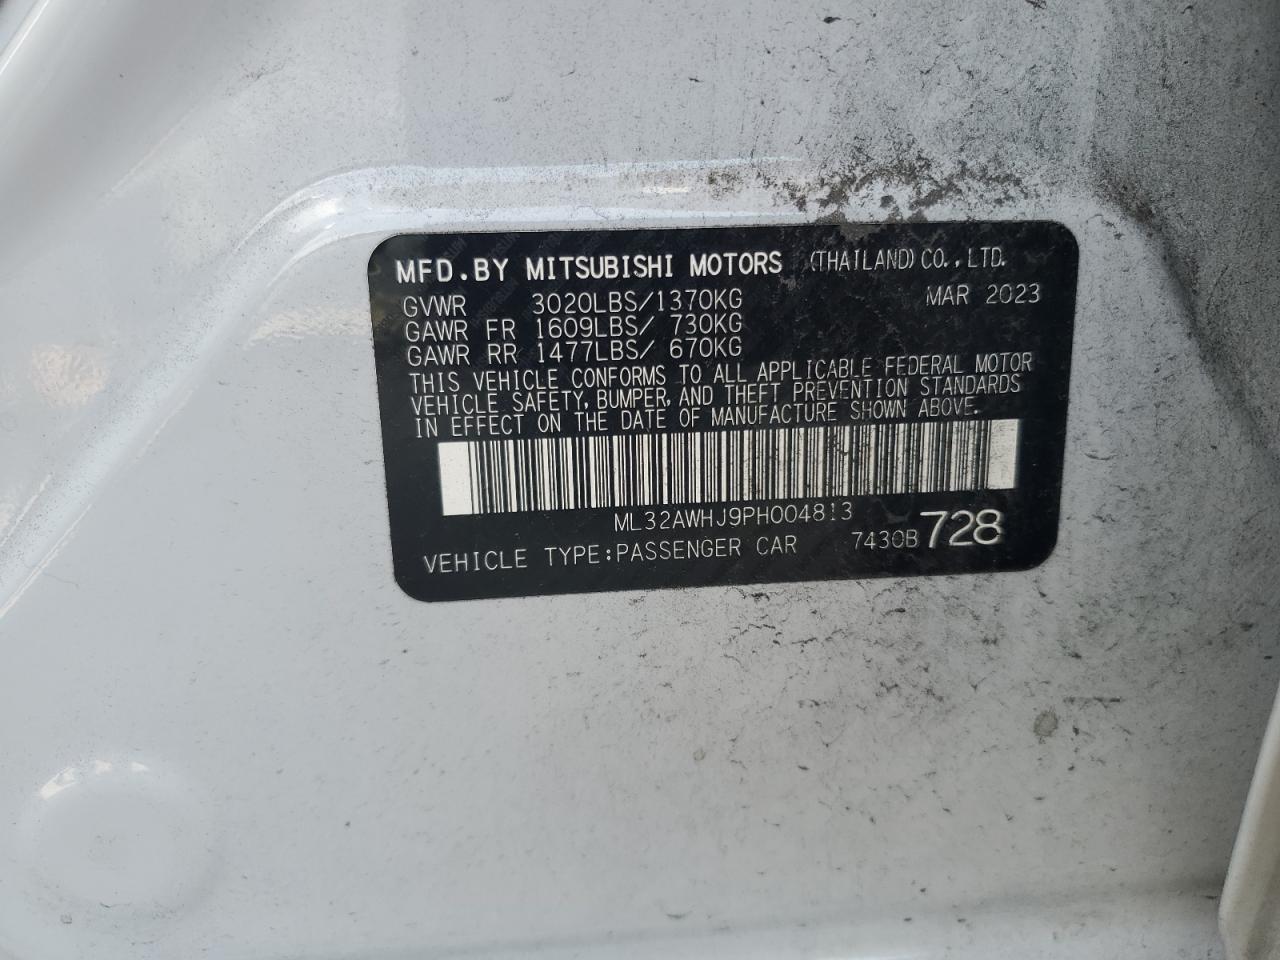 MFD.BY MITSUBISHI MOTORS (THAILAND) CO.,LTD.
GVWR 3020LBS/1370KG MAR 2023
GAWR FR 1609LBS/ 730KG
GAWR RR 1477LBS/ 670KG
THIS VEHICLE CONFORMS TO ALL APPLICABLE FEDERAL MOTOR
VEHICLE SAFETY, BUMPER, AND THEFT PREVENTION STANDARDS
IN EFFECT ON THE DATE OF MANUFACTURE SHOWN ABOVE.
ML32AWHJ9PH004813
VEHICLE TYPE:PASSENGER CAR 7430B 728